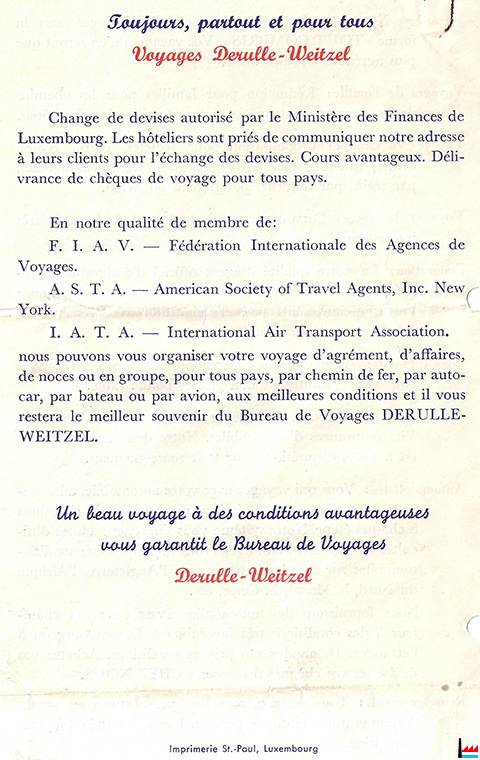 Toujours, partout et pour tous
Voyages Derulle-Weitzel
Change de devises autorisé par le Ministère des Finances de
Luxembourg. Les hôteliers sont priés de communiquer notre adresse
à leurs clients pour l'échange des devises. Cours avantageux. Déli-
vrance de chèques de voyage pour tous pays.
En notre qualité de membre de:
F. I. A. V. — Fédération Internationale des Agences de
Voyages.
A. S. T. A. — American Society of Travel Agents, Inc. New
York.
I. A. T. A. — International Air Transport Association.
nous pouvons vous organiser votre voyage d'agrément, d'affaires,
de noces ou en groupe, pour tous pays, par chemin de fer, par auto-
car, par bateau ou par avion, aux meilleures conditions et il vous
restera le meilleur souvenir du Bureau de Voyages DERULLE-
WEITZEL.
Un beau voyage à des conditions avantageuses
vous garantit le Bureau de Voyages
Derulle-Weitzel
Imprimerie St.-Paul, Luxembourg